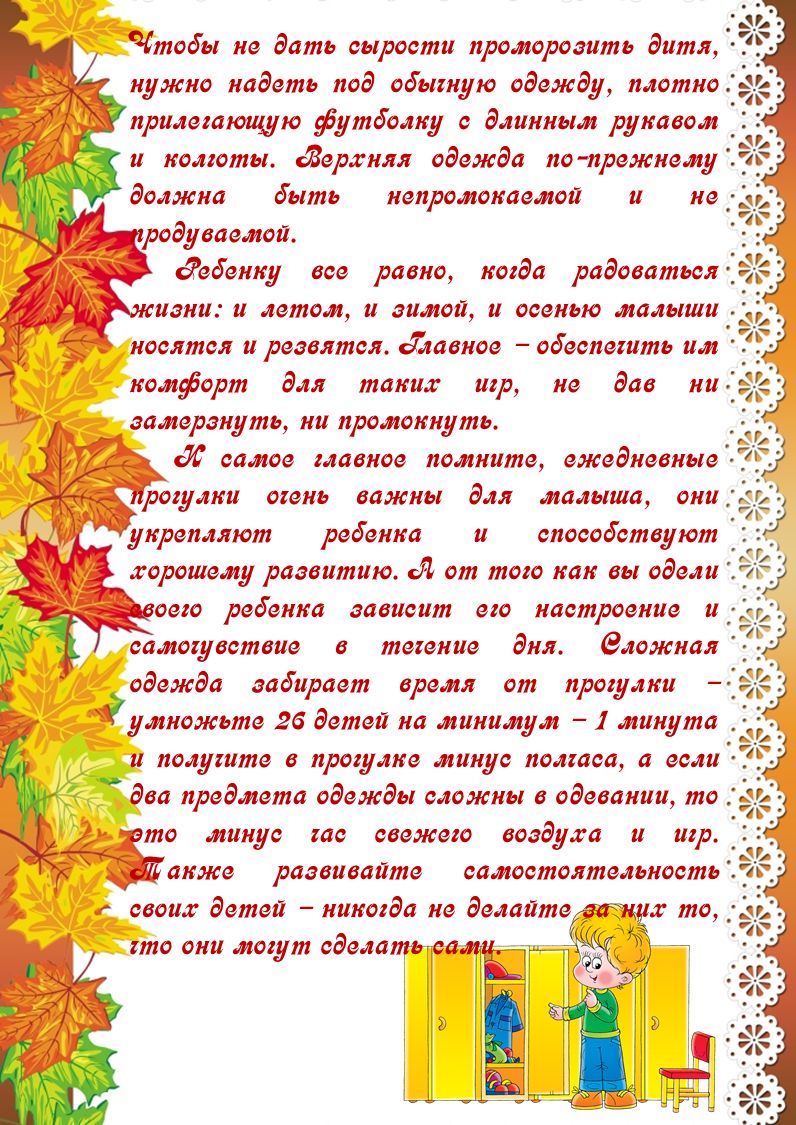 Чтобы не дать сырости проморозить дитя,
нужно надеть под обычную одежду, плотно
прилегающую футболку с длинным рукавом
и колготы. Верхняя одежда по-прежнему
должна быть непромокаемой и не
продуваемой.
Ребенку все равно, когда радоваться
жизни: и летом, и зимой, и осенью малыши
носятся и резвятся. Главное – обеспечить им
комфорт для таких игр, не дав ни
замерзнуть, ни промокнуть.
И самое главное помните, ежедневные
прогулки очень важны для малыша, они
укрепляют ребенка и способствуют
хорошему развитию. А от того как вы одели
своего ребенка зависит его настроение и
самочувствие в течение дня. Сложная
одежда забирает время от прогулки –
умножьте 26 детей на минимум – 1 минута
и получите в прогулке минус полчаса, а если
два предмета одежды сложны в одевании, то
это минус час свежего воздуха и игр.
Также развивайте самостоятельность
своих детей – никогда не делайте за них то,
что они могут сделать сами.